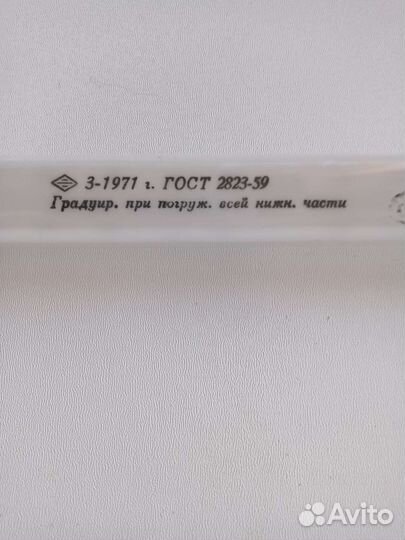 3-1971 г. ГОСТ 2823-59
Градуир. при погруж. всей нижн. части
Avito